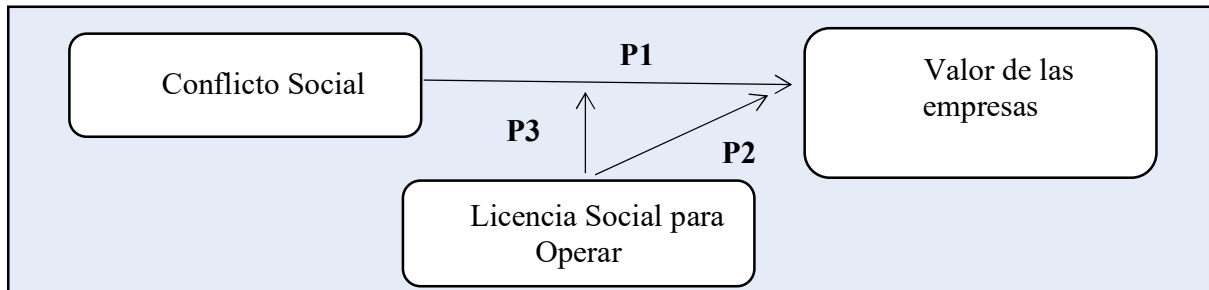 P1
Conflicto Social
Valor de las
empresas
P3
P2
Licencia Social para
Operar